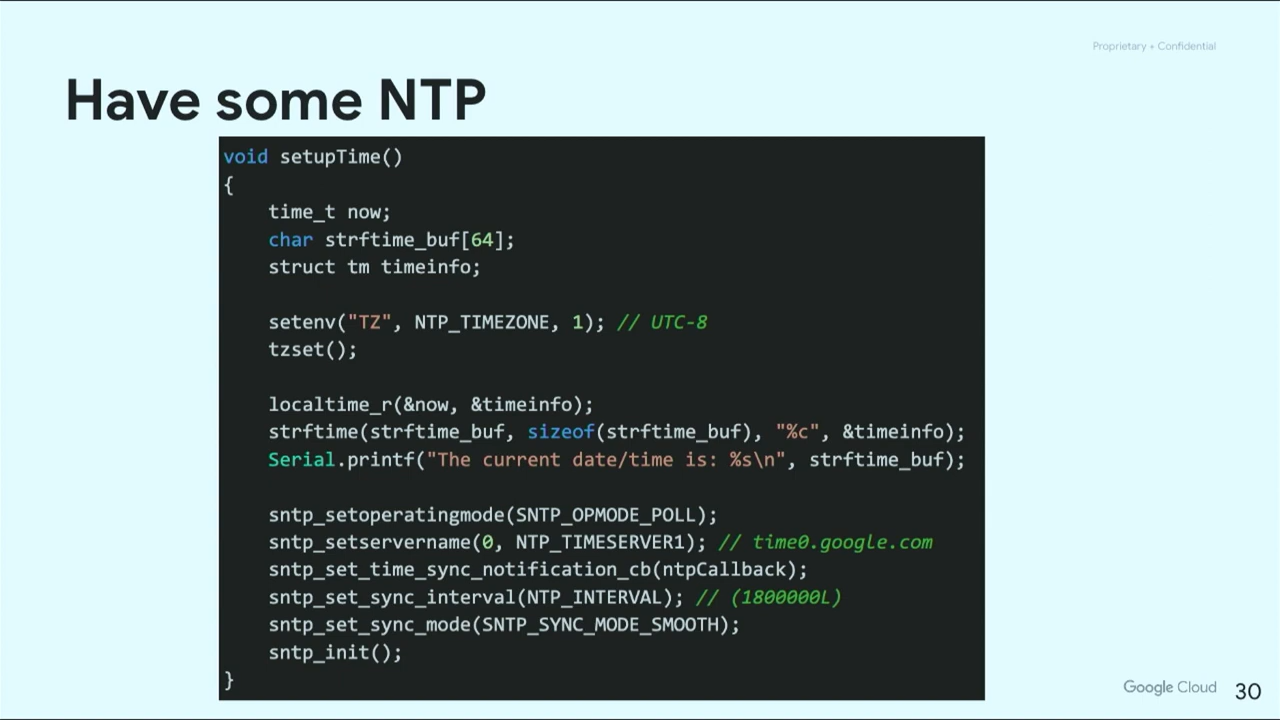 Proprietary + Confidential
Have some NTP
void setupTime()
{
    time_t now;
    char strftime_buf[64];
    struct tm timeinfo;

    setenv("TZ", NTP_TIMEZONE, 1); // UTC-8
    tzset();

    localtime_r(&now, &timeinfo);
    strftime(strftime_buf, sizeof(strftime_buf), "%c", &timeinfo);
    Serial.printf("The current date/time is: %s\n", strftime_buf);

    sntp_setoperatingmode(SNTP_OPMODE_POLL);
    sntp_setservername(0, NTP_TIMESERVER1); // time0.google.com
    sntp_set_time_sync_notification_cb(ntpCallback);
    sntp_set_sync_interval(NTP_INTERVAL); // (1800000L)
    sntp_set_sync_mode(SNTP_SYNC_MODE_SMOOTH);
    sntp_init();
}
Google Cloud
30